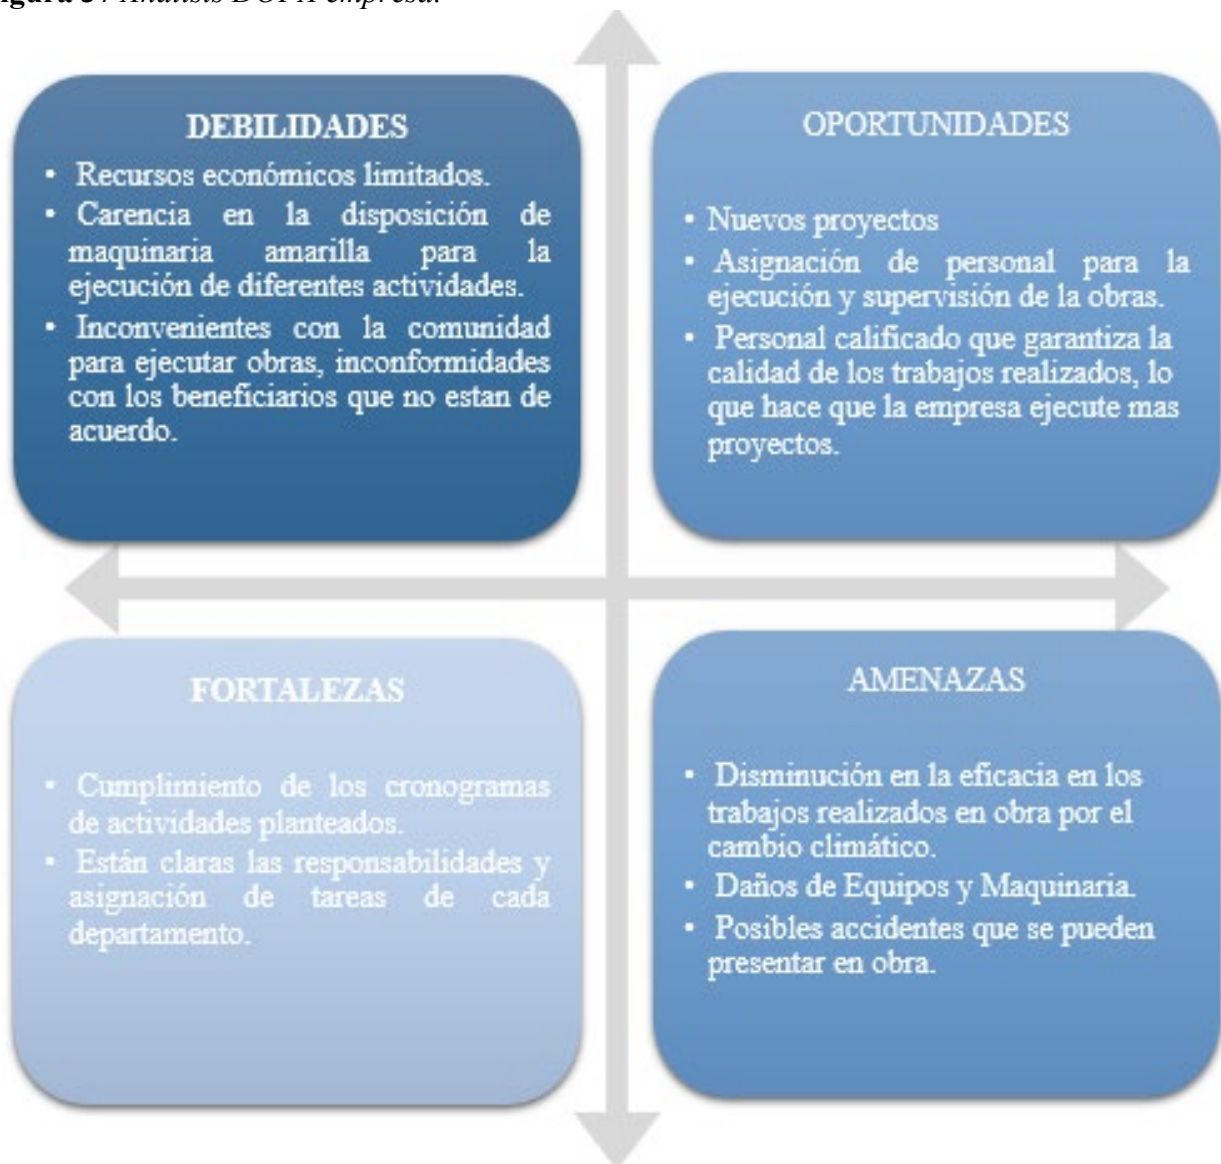 Análisis DOFA empresa.
DEBILIDADES
• Recursos económicos limitados.
• Carencia en la disposición de
maquinaria amarilla para la
ejecución de diferentes actividades.
• Inconvenientes con la comunidad
para ejecutar obras, inconformidades
con los beneficiarios que no estan de
acuerdo.
OPORTUNIDADES
• Nuevos proyectos
• Asignación de personal para la
ejecución y supervisión de la obras.
• Personal calificado que garantiza la
calidad de los trabajos realizados, lo
que hace que la empresa ejecute mas
proyectos.
FORTALEZAS
• Cumplimiento de los cronogramas
de actividades planteados.
• Están claras las responsabilidades y
asignación de tareas de cada
departamento.
AMENAZAS
• Disminución en la eficacia en los
trabajos realizados en obra por el
cambio climático.
• Daños de Equipos y Maquinaria.
• Posibles accidentes que se pueden
presentar en obra.